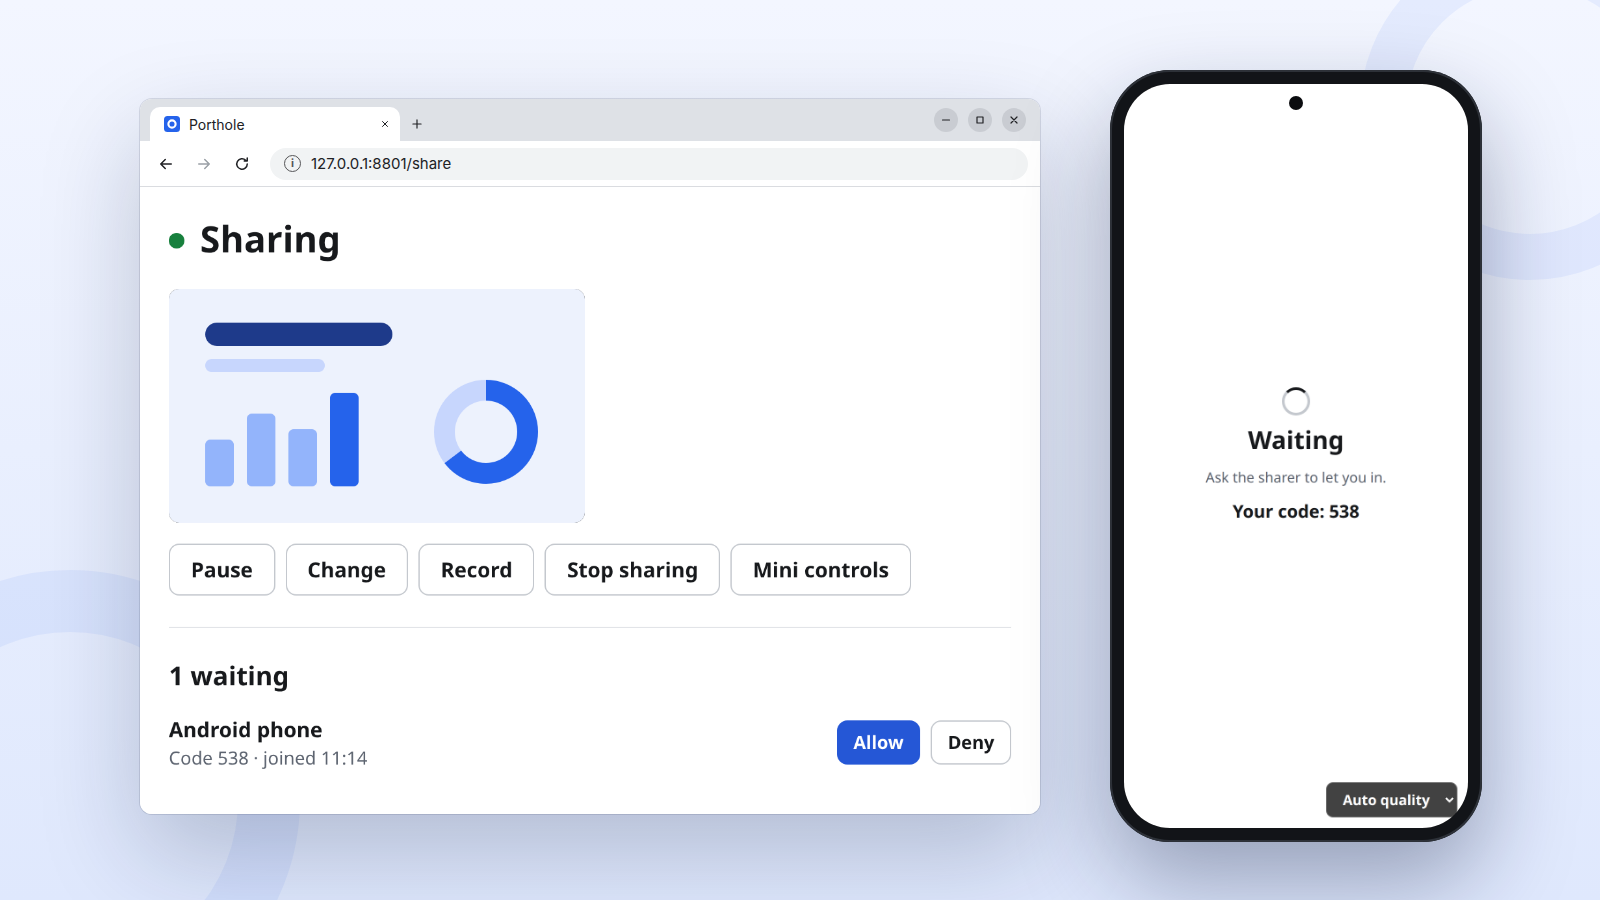 Porthole
127.0.0.1:8801/share
Sharing
Pause Change Record Stop sharing Mini controls
1 waiting
Android phone
Code 538 · joined 11:14
Allow Deny
Waiting
Ask the sharer to let you in.
Your code: 538
Auto quality